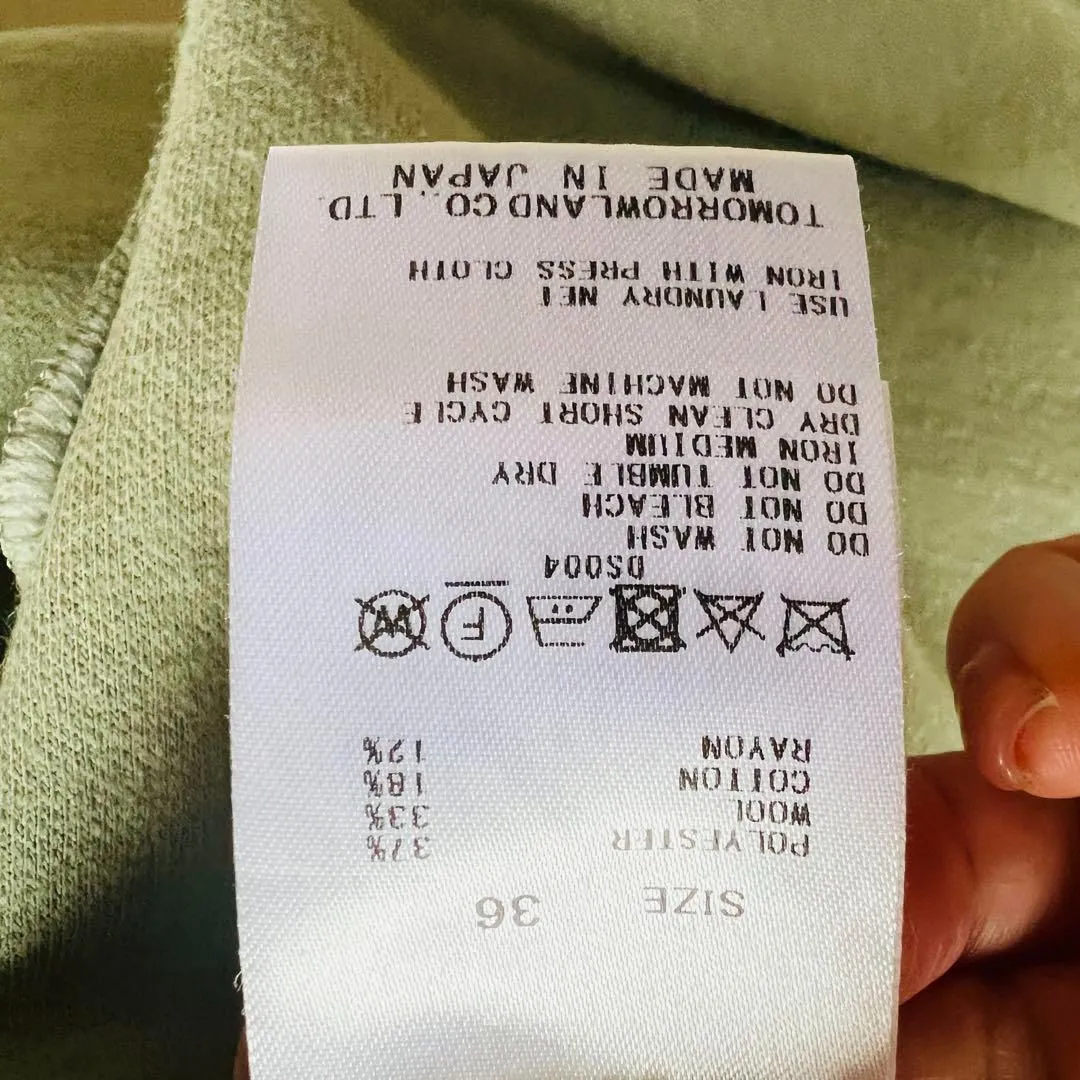 SIZE 36
POLYESTER 37%
WOOL 33%
COTTON 18%
RAYON 12%
F W
DS004
DO NOT WASH
DO NOT BLEACH
DO NOT TUMBLE DRY
IRON MEDIUM
DRY CLEAN SHORT CYCLE
DO NOT MACHINE WASH
USE LAUNDRY NET
IRON WITH PRESS CLOTH
TOMORROWLAND CO., LTD.
MADE IN JAPAN